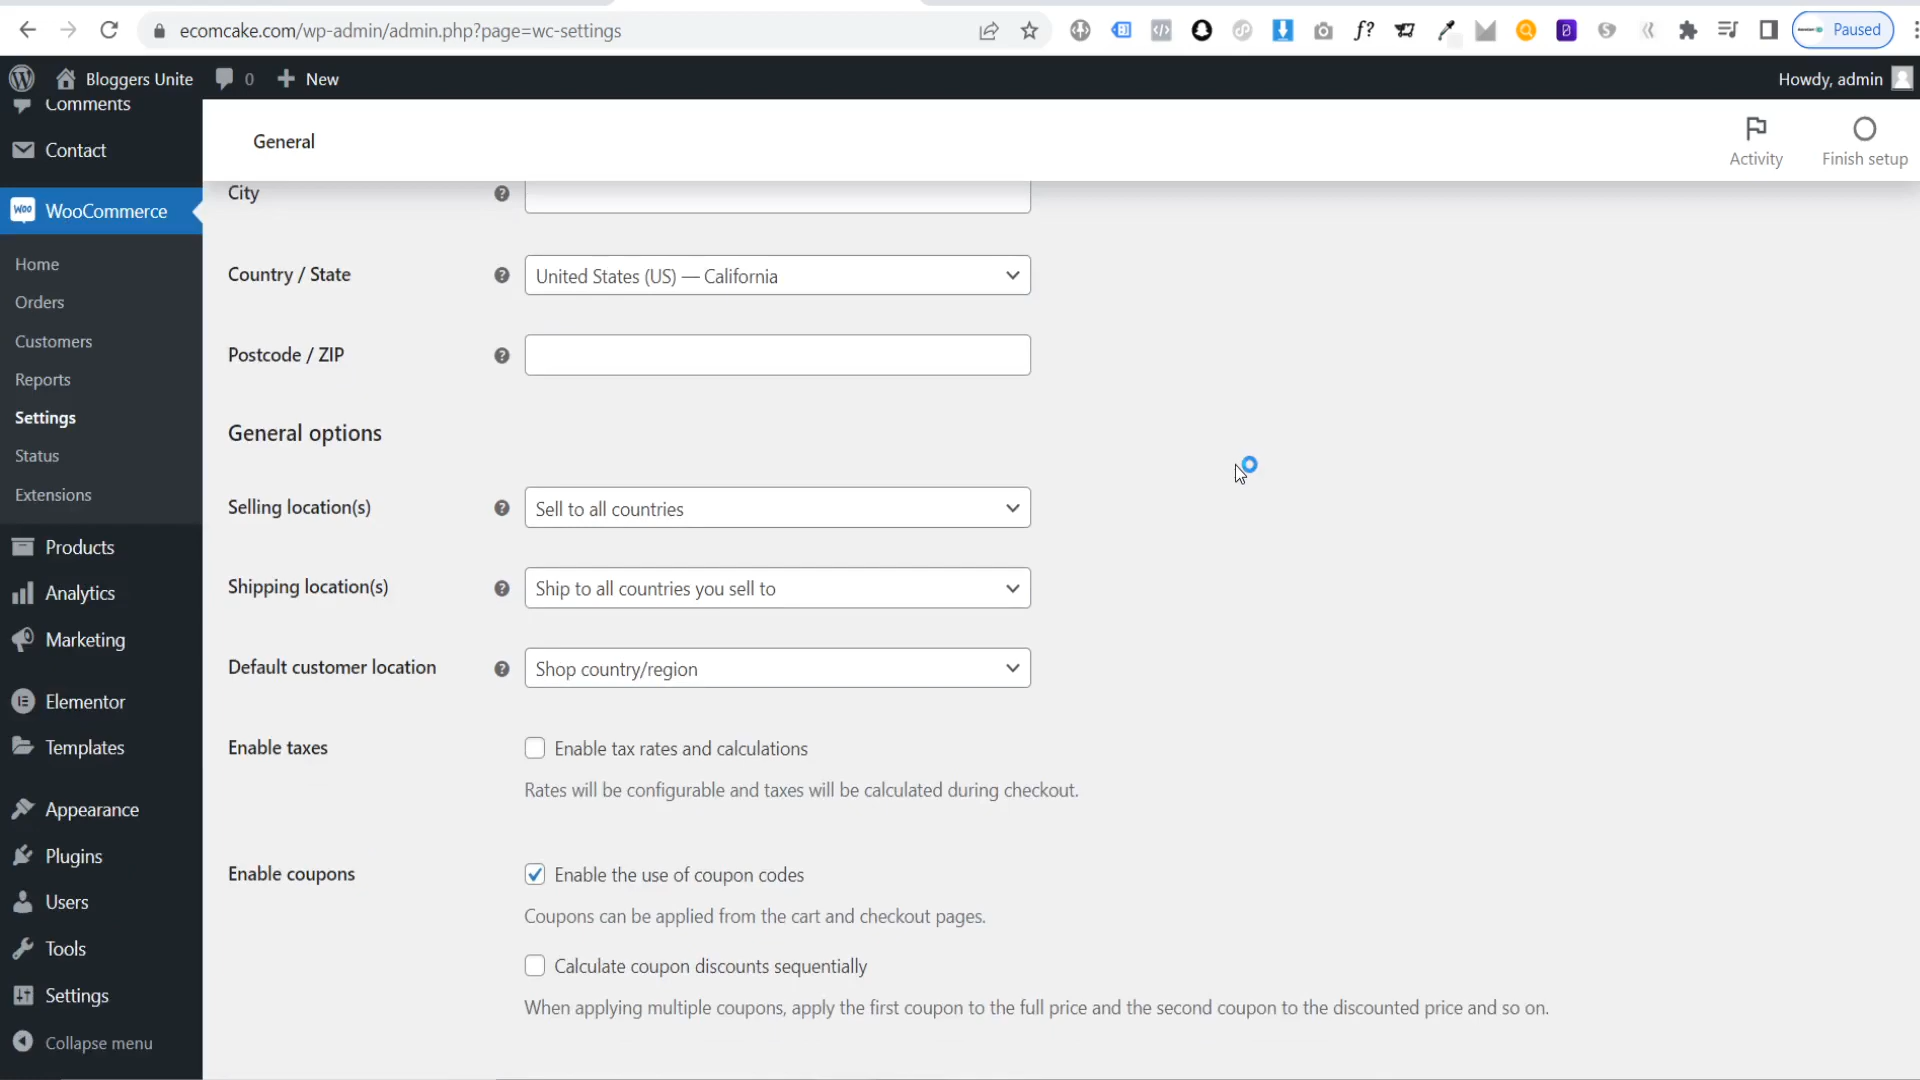 ecomcake.com/wp-admin/admin.php?page=wc-settings
f?
Paused
Bloggers Unite
0
New
Howdy, admin
Comments
Contact
WOO
WooCommerce
Home
Orders
Customers
Reports
Settings
Status
Extensions
Products
Analytics
Marketing
Elementor
Templates
Appearance
Plugins
Users
Tools
Settings
Collapse menu
General
Activity
Finish setup
City
Country / State
United States (US) — California
Postcode / ZIP
General options
Selling location(s)
Sell to all countries
Shipping location(s)
Ship to all countries you sell to
Default customer location
Shop country/region
Enable taxes
Enable tax rates and calculations
Rates will be configurable and taxes will be calculated during checkout.
Enable coupons
Enable the use of coupon codes
Coupons can be applied from the cart and checkout pages.
Calculate coupon discounts sequentially
When applying multiple coupons, apply the first coupon to the full price and the second coupon to the discounted price and so on.